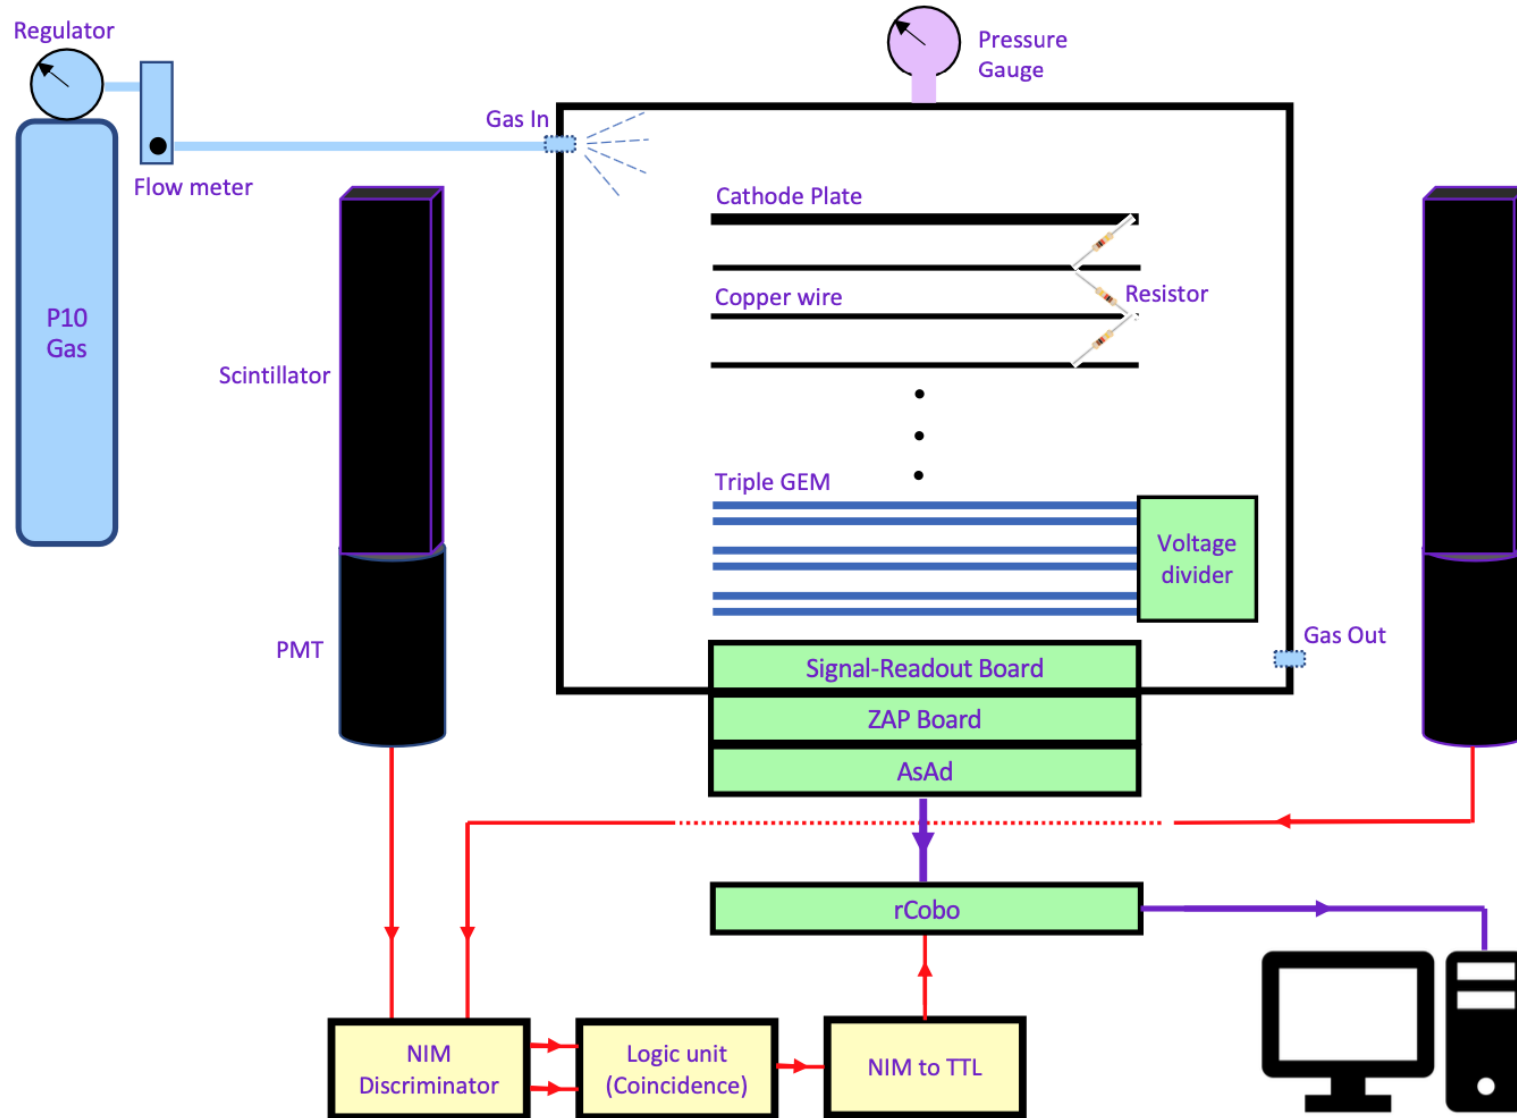 Regulator
Pressure
Gauge
Gas In
Flow meter
Cathode Plate
Copper wire
Resistor
P10
Gas
Scintillator
Triple GEM
Voltage
divider
PMT
Gas Out
Signal-Readout Board
ZAP Board
AsAd
rCobo
NIM
Discriminator
Logic unit
(Coincidence)
NIM to TTL